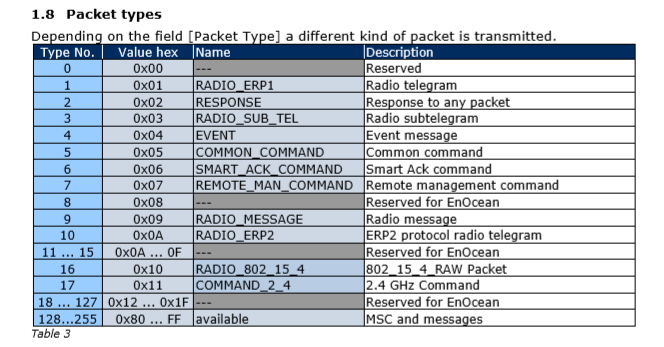 1.8 Packet types
Depending on the field [Packet Type] a different kind of packet is transmitted.
Type No. Value hex Name Description
0 0x00 --- Reserved
1 0x01 RADIO_ERP1 Radio telegram
2 0x02 RESPONSE Response to any packet
3 0x03 RADIO_SUB_TEL Radio subtelegram
4 0x04 EVENT Event message
5 0x05 COMMON_COMMAND Common command
6 0x06 SMART_ACK_COMMAND Smart Ack command
7 0x07 REMOTE_MAN_COMMAND Remote management command
8 0x08 --- Reserved for EnOcean
9 0x09 RADIO_MESSAGE Radio message
10 0x0A RADIO_ERP2 ERP2 protocol radio telegram
11 ... 15 0x0A ... 0F --- Reserved for EnOcean
16 0x10 RADIO_802_15_4 802_15_4_RAW Packet
17 0x11 COMMAND_2_4 2.4 GHz Command
18 ... 127 0x12 ... 0x1F --- Reserved for EnOcean
128...255 0x80 ... FF available MSC and messages
Table 3